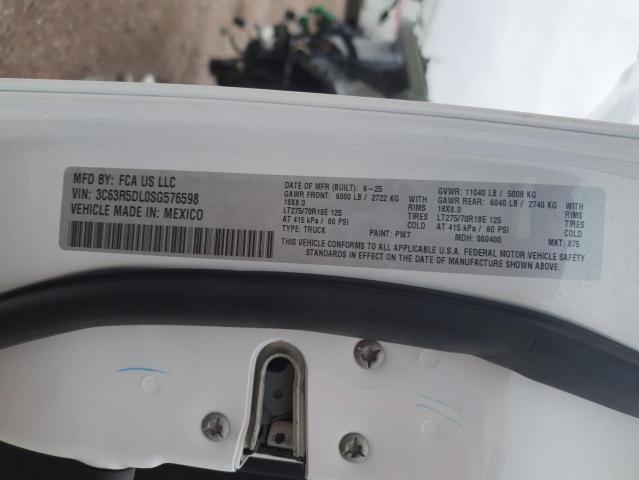 MFD BY: FCA US LLC
VIN: 3C63R5DL0SG576598
VEHICLE MADE IN: MEXICO
DATE OF MFR (BUILT): 6-25
GAWR FRONT: 6000 LB / 2722 KG
18X8.0 RIMS
LT275/70R18E 125 TIRES
AT 415 kPa / 60 PSI COLD
TYPE: TRUCK PAINT: PW7
GVWR: 11040 LB / 5008 KG
GAWR REAR: 6040 LB / 2740 KG
18X8.0 RIMS
LT275/70R18E 125 TIRES
AT 415 kPa / 60 PSI COLD
MDH: 060400 MKT: 875
THIS VEHICLE CONFORMS TO ALL APPLICABLE U.S.A. FEDERAL MOTOR VEHICLE SAFETY
STANDARDS IN EFFECT ON THE DATE OF MANUFACTURE SHOWN ABOVE.